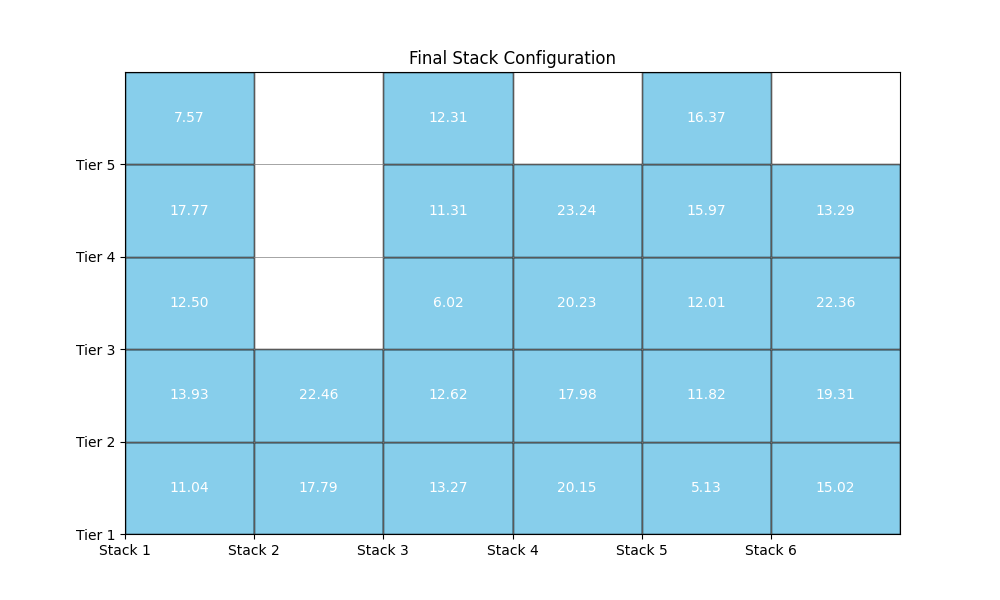 Final Stack Configuration
7.57 12.31 16.37
Tier 5
17.77 11.31 23.24 15.97 13.29
Tier 4
12.50 6.02 20.23 12.01 22.36
Tier 3
13.93 22.46 12.62 17.98 11.82 19.31
Tier 2
11.04 17.79 13.27 20.15 5.13 15.02
Tier 1
Stack 1 Stack 2 Stack 3 Stack 4 Stack 5 Stack 6